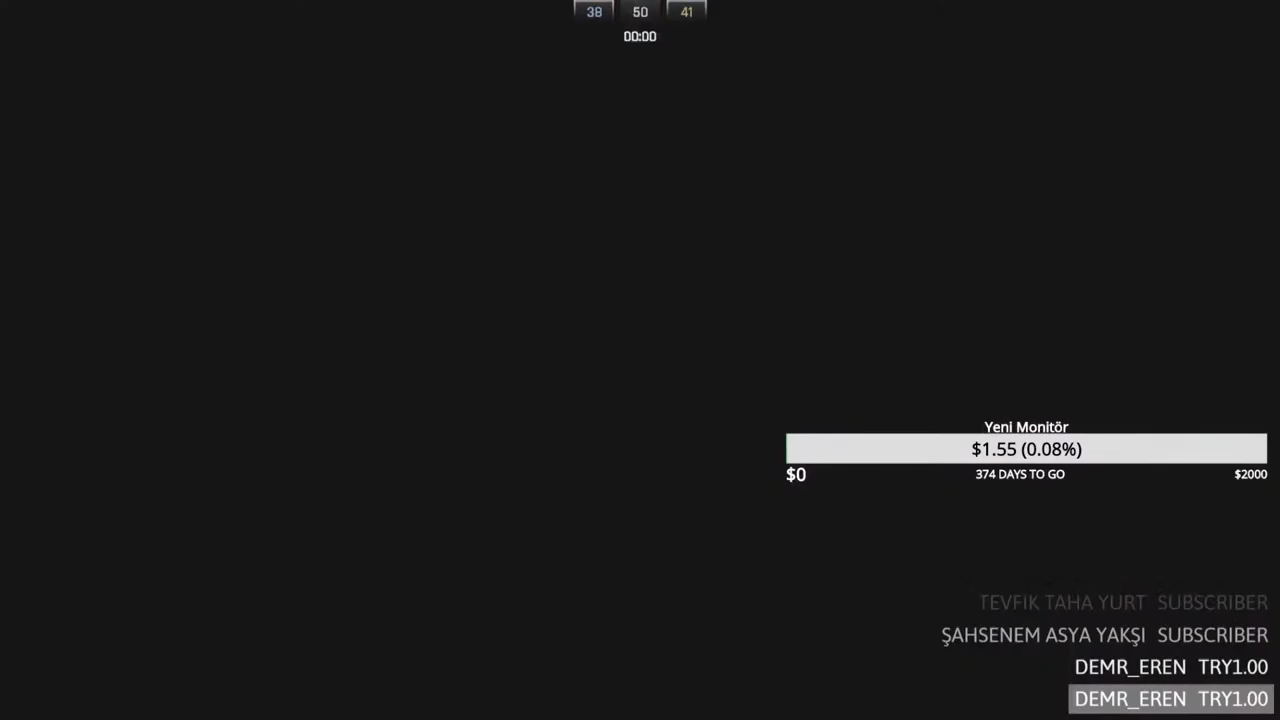 38 50 41
00:00
Yeni Monitör
$1.55 (0.08%)
$0 374 DAYS TO GO $2000
TEVFIK TAHA YURT SUBSCRIBER
ŞAHSENEM ASYA YAKŞI SUBSCRIBER
DEMR_EREN TRY1.00
DEMR_EREN TRY1.00